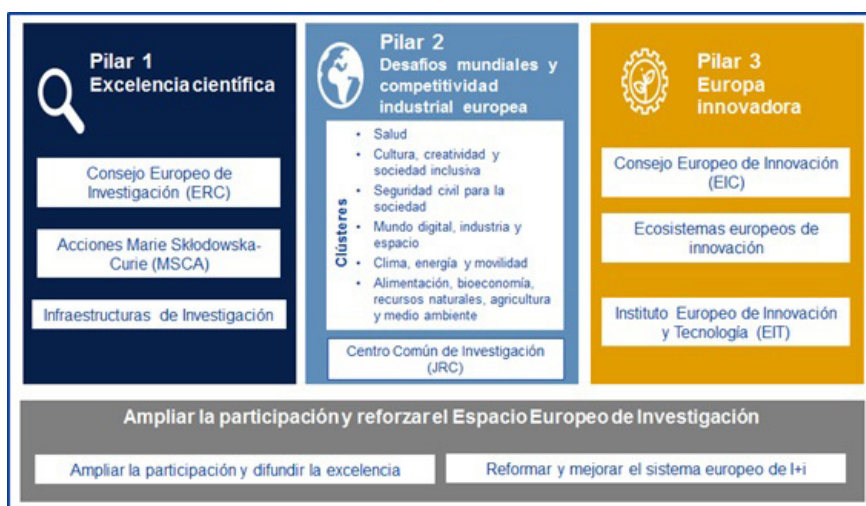 Pilar 1
Excelencia científica
Consejo Europeo de
Investigación (ERC)
Acciones Marie Skłodowska-
Curie (MSCA)
Infraestructuras de Investigación
Pilar 2
Desafíos mundiales y
competitividad
industrial europea
Clústeres
• Salud
• Cultura, creatividad y
sociedad inclusiva
• Seguridad civil para la
sociedad
• Mundo digital, industria y
espacio
• Clima, energía y movilidad
• Alimentación, bioeconomía,
recursos naturales, agricultura
y medio ambiente
Centro Común de Investigación
(JRC)
Pilar 3
Europa
innovadora
Consejo Europeo de Innovación
(EIC)
Ecosistemas europeos de
innovación
Instituto Europeo de Innovación
y Tecnología (EIT)
Ampliar la participación y reforzar el Espacio Europeo de Investigación
Ampliar la participación y difundir la excelencia
Reformar y mejorar el sistema europeo de I+i